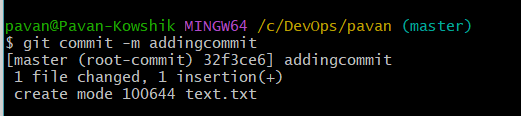 pavan@Pavan-Kowshik MINGW64 /c/DevOps/pavan (master)
$ git commit -m addingcommit
[master (root-commit) 32f3ce6] addingcommit
 1 file changed, 1 insertion(+)
 create mode 100644 text.txt